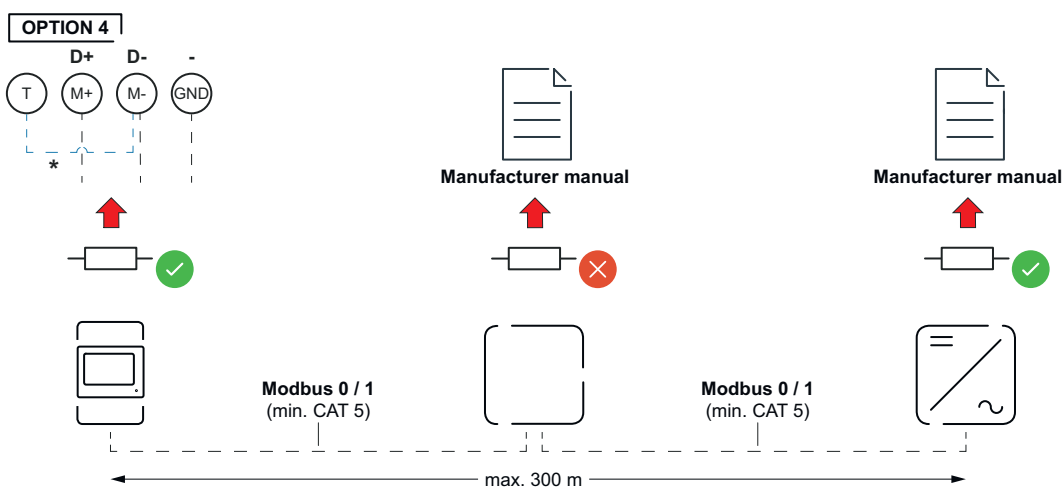 OPTION 4
D+ D- -
T M+ M- GND
*
Manufacturer manual
Manufacturer manual
Modbus 0 / 1
(min. CAT 5)
Modbus 0 / 1
(min. CAT 5)
max. 300 m